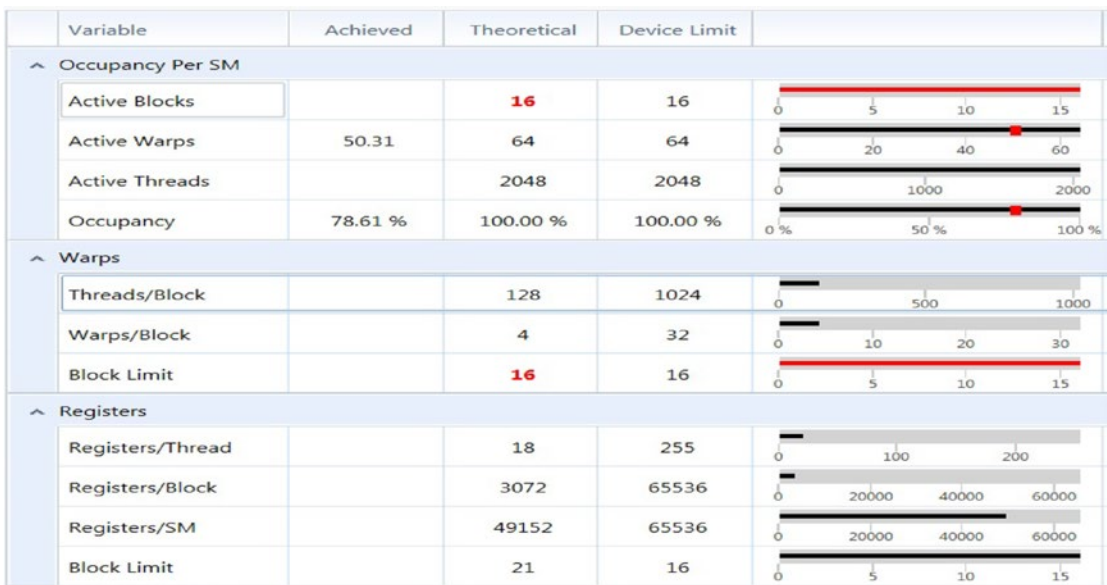 Variable Achieved Theoretical Device Limit
Occupancy Per SM
Active Blocks 16 16
0 5 10 15
Active Warps 50.31 64 64
0 20 40 60
Active Threads 2048 2048
0 1000 2000
Occupancy 78.61 % 100.00 % 100.00 %
0 % 50 % 100 %
Warps
Threads/Block 128 1024
0 500 1000
Warps/Block 4 32
0 10 20 30
Block Limit 16 16
0 5 10 15
Registers
Registers/Thread 18 255
0 100 200
Registers/Block 3072 65536
0 20000 40000 60000
Registers/SM 49152 65536
0 20000 40000 60000
Block Limit 21 16
0 5 10 15